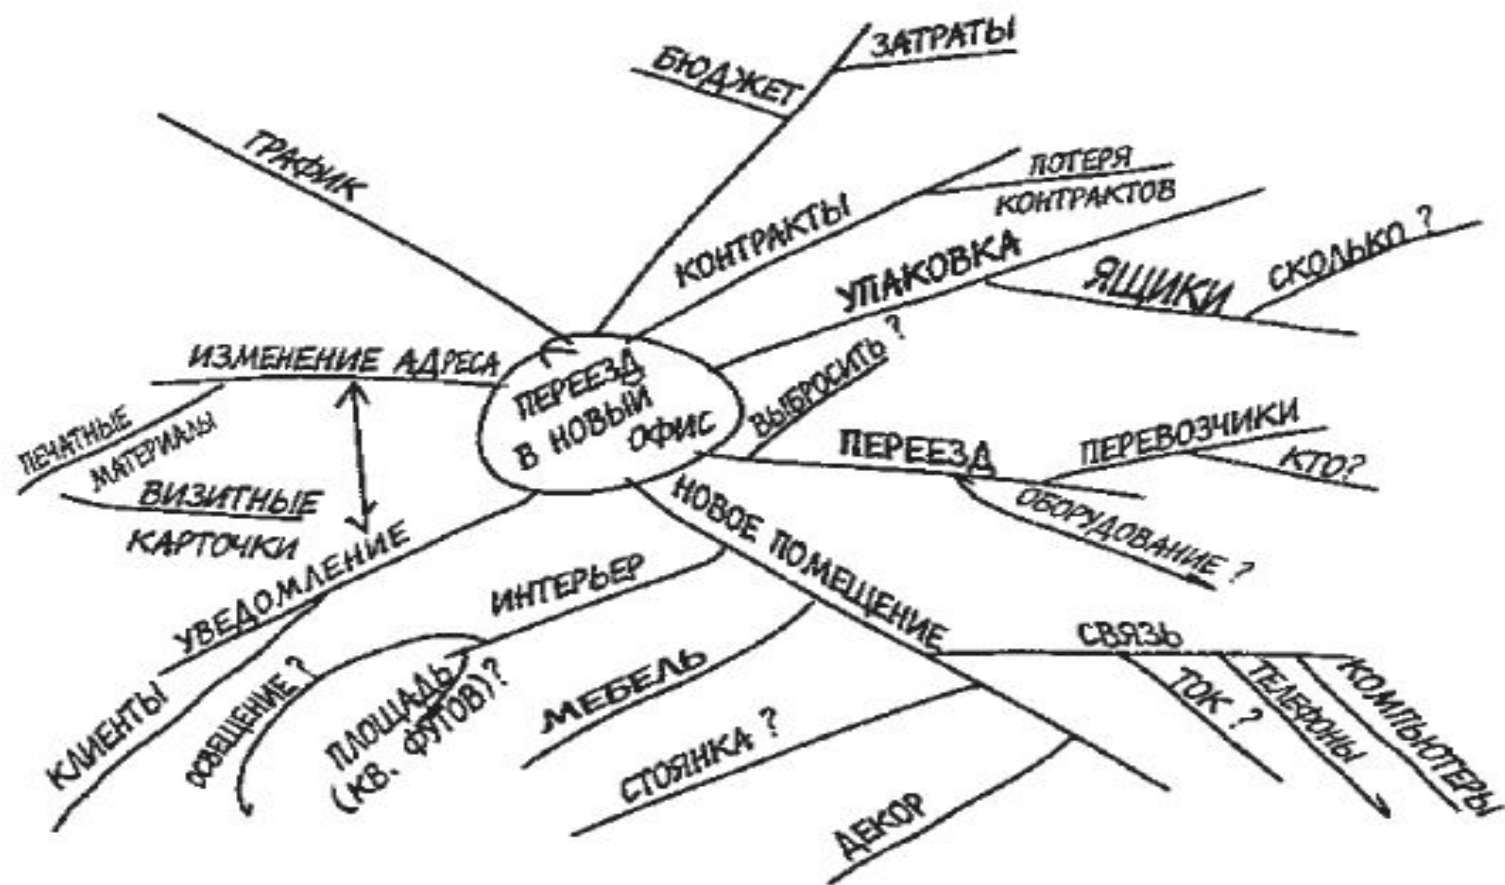 ЗАТРАТЫ
БЮДЖЕТ
ГРАФИК
ПОТЕРЯ
КОНТРАКТОВ
КОНТРАКТЫ
УПАКОВКА
ЯЩИКИ
СКОЛЬКО ?
ИЗМЕНЕНИЕ АДРЕСА
ПЕРЕЕЗД
В НОВЫЙ
ОФИС
ВЫБРОСИТЬ ?
ПЕРЕЕЗД
ПЕРЕВОЗЧИКИ
КТО?
ОБОРУДОВАНИЕ ?
ПЕЧАТНЫЕ
МАТЕРИАЛЫ
ВИЗИТНЫЕ
КАРТОЧКИ
УВЕДОМЛЕНИЕ
КЛИЕНТЫ
НОВОЕ ПОМЕЩЕНИЕ
ИНТЕРЬЕР
ОСВЕЩЕНИЕ ?
ПЛОЩАДЬ
(КВ. ФУТОВ)?
МЕБЕЛЬ
СТОЯНКА ?
ДЕКОР
СВЯЗЬ
ТОК ?
ТЕЛЕФОНЫ
КОМПЬЮТЕРЫ